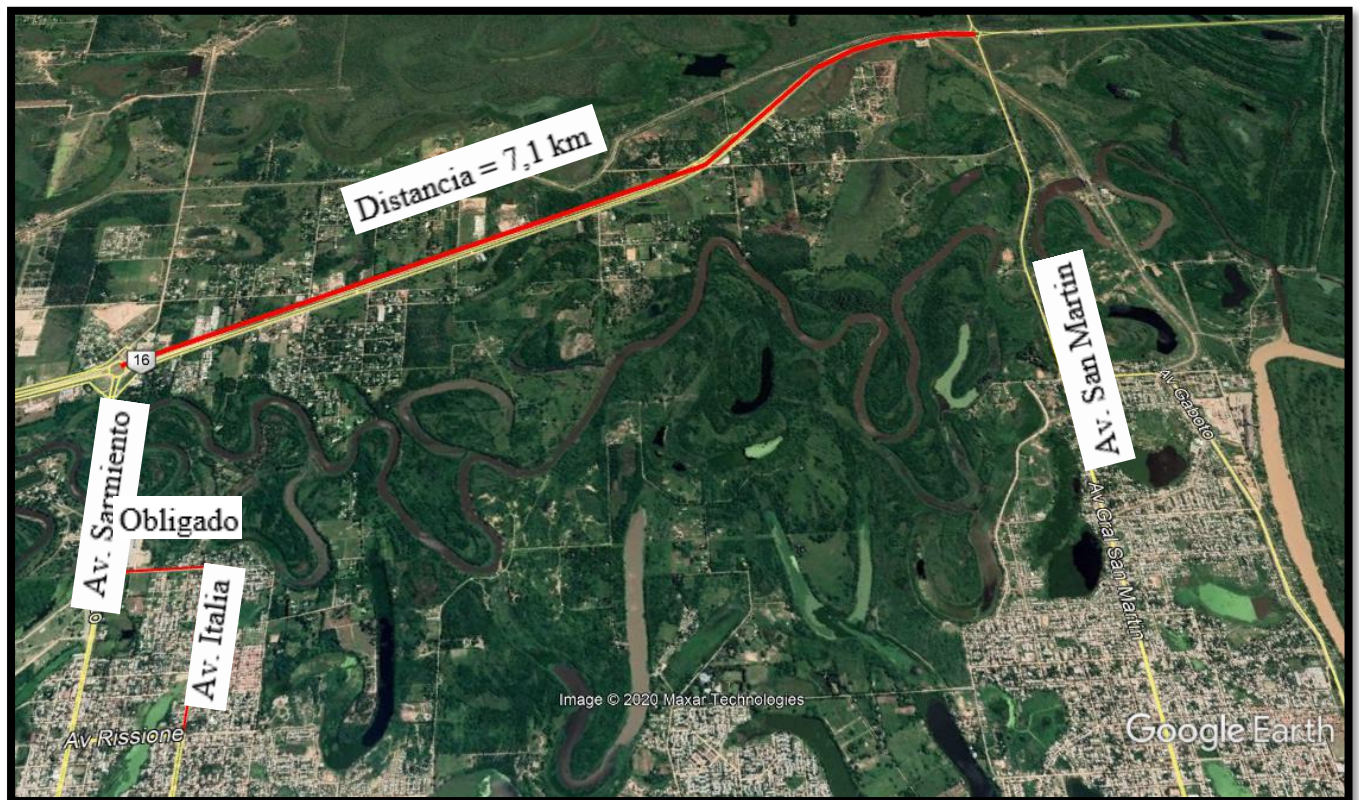 Distancia = 7,1 km
16
Av. San Martin
Av Gaboto
Av. Sarmiento
Obligado
Av Gral San Martin
o
Av. Italia
Image © 2020 Maxar Technologies
Av Rissione
Google Earth